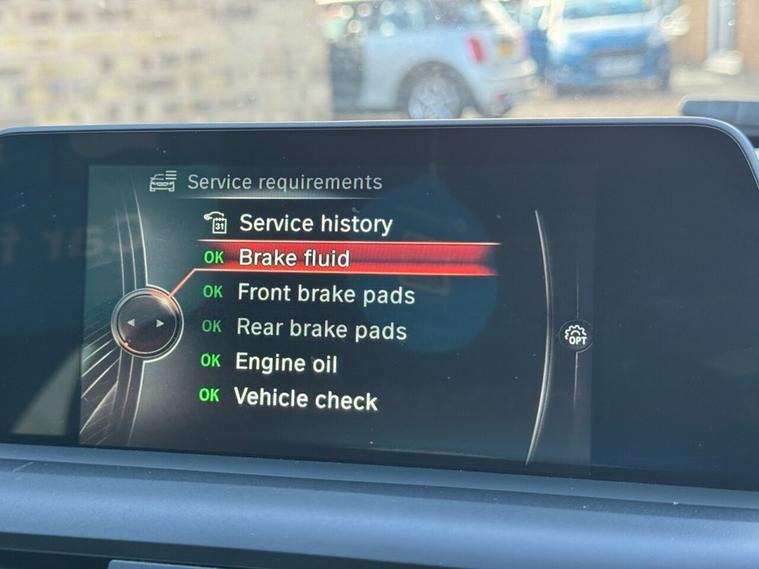 Service requirements
31 Service history
OK Brake fluid
OK Front brake pads
OK Rear brake pads
OPT
OK Engine oil
OK Vehicle check